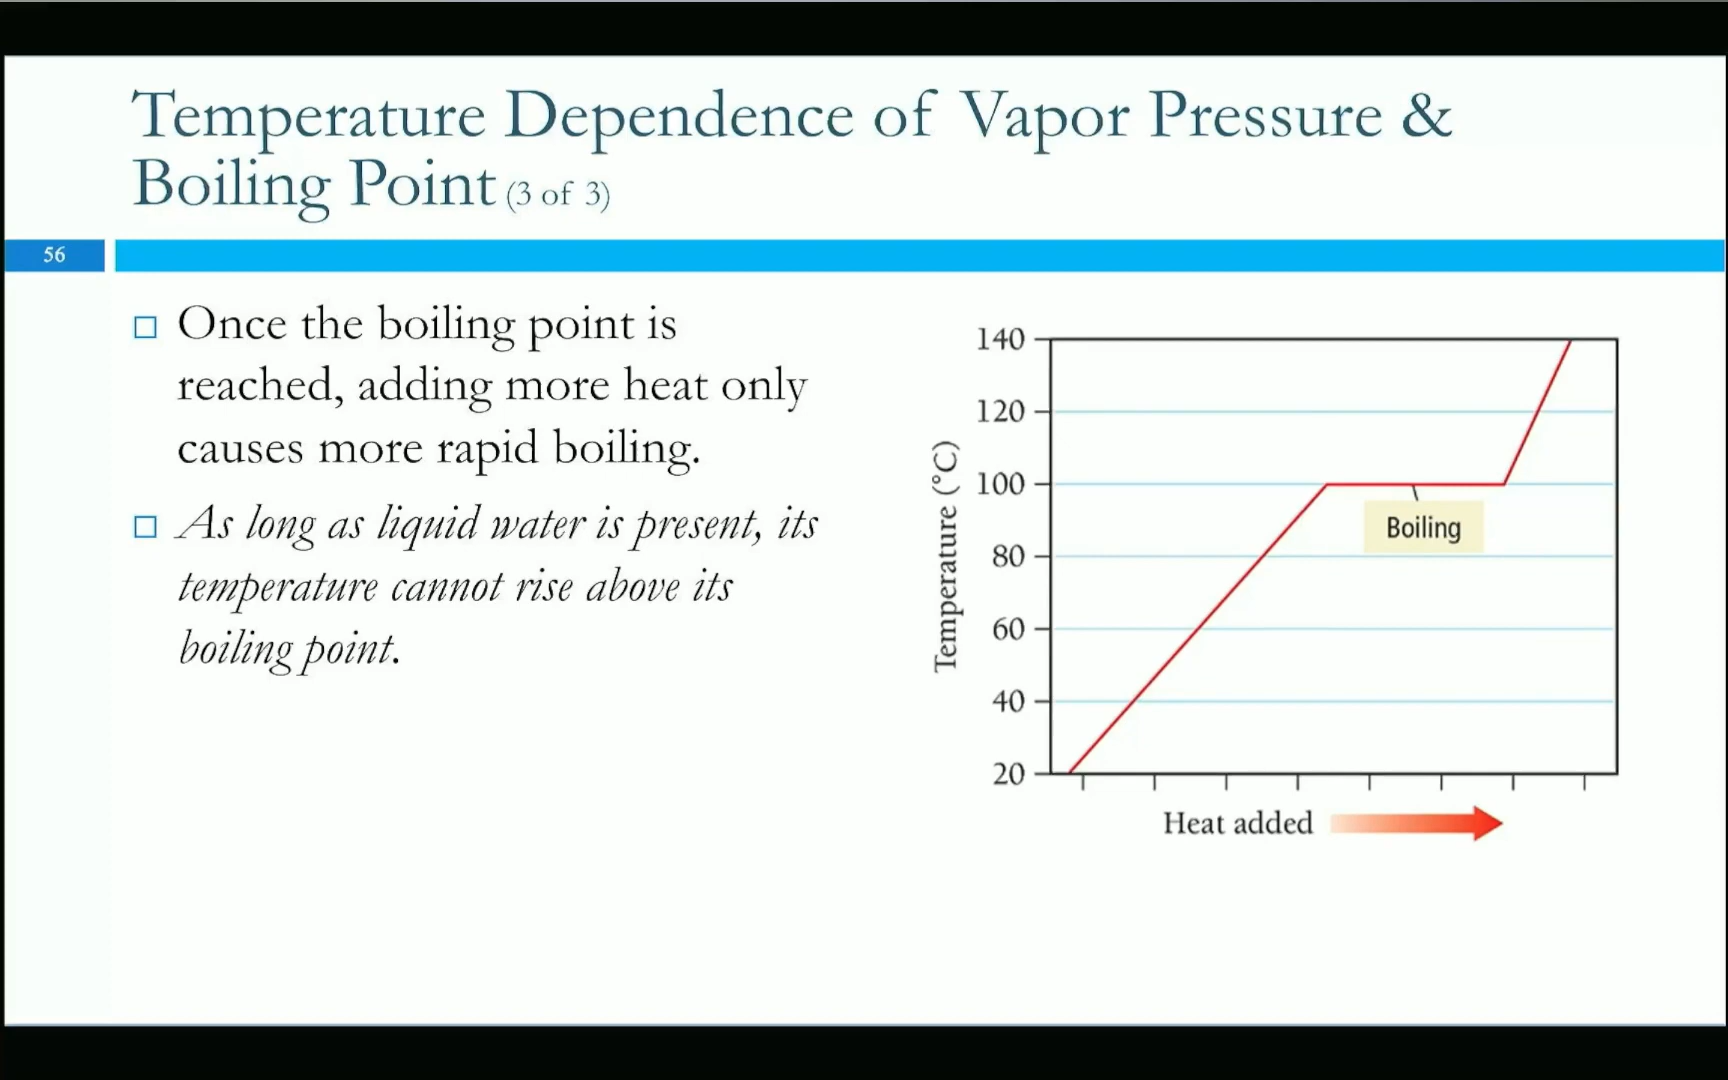 Temperature Dependence of Vapor Pressure &
Boiling Point (3 of 3)
56
Once the boiling point is
reached, adding more heat only
causes more rapid boiling.
As long as liquid water is present, its
temperature cannot rise above its
boiling point.
Temperature (°C)
140
120
100
80
60
40
20
Boiling
Heat added